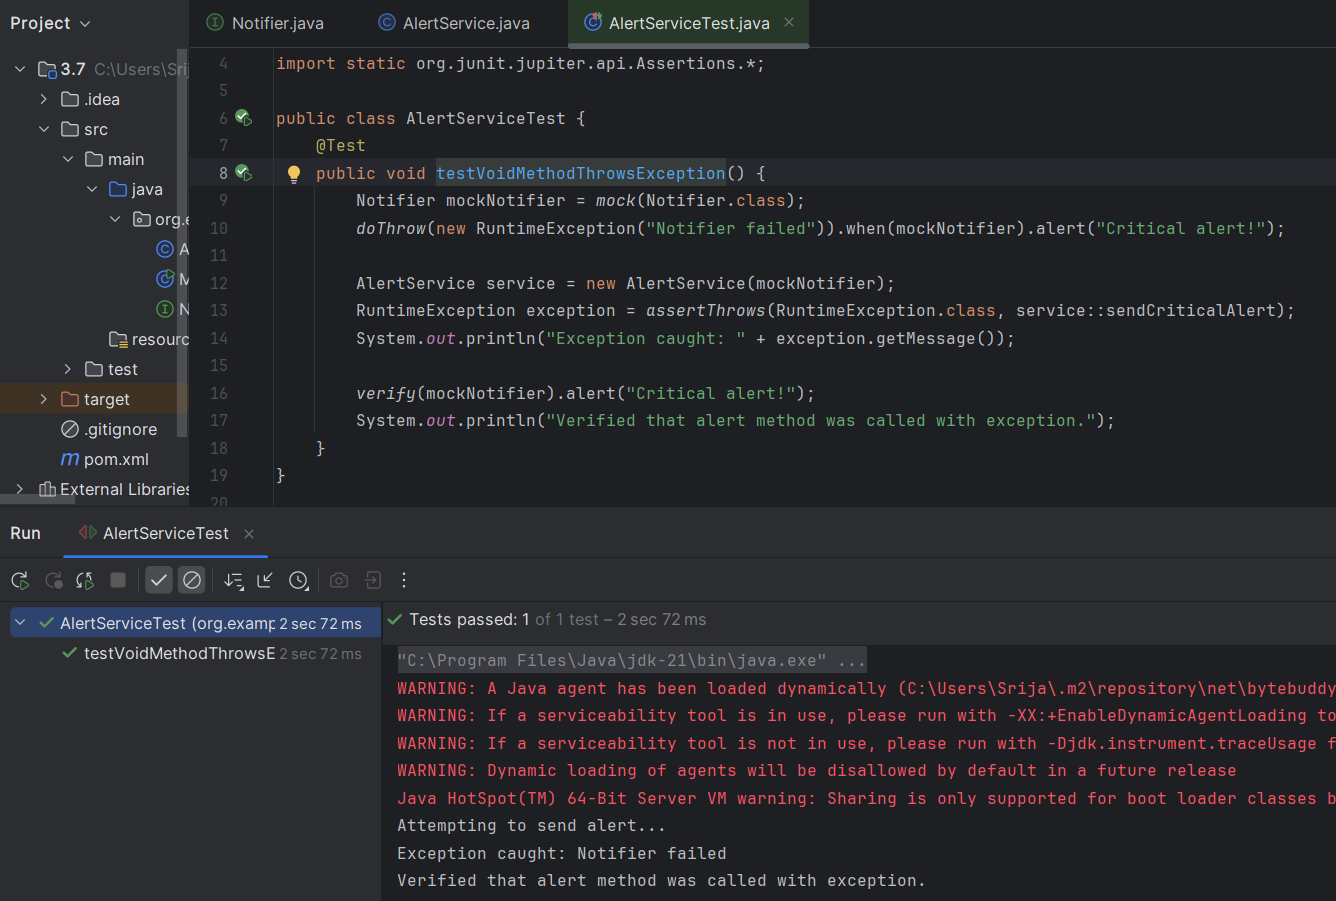 Project
Notifier.java
AlertService.java
AlertServiceTest.java
3.7 C:\Users\Srija
.idea
src
main
java
org.e
A
M
N
resourc
test
target
.gitignore
pom.xml
External Libraries
4 import static org.junit.jupiter.api.Assertions.*;
5
6 public class AlertServiceTest {
7 @Test
8 public void testVoidMethodThrowsException() {
9 Notifier mockNotifier = mock(Notifier.class);
10 doThrow(new RuntimeException("Notifier failed")).when(mockNotifier).alert("Critical alert!");
11
12 AlertService service = new AlertService(mockNotifier);
13 RuntimeException exception = assertThrows(RuntimeException.class, service::sendCriticalAlert);
14 System.out.println("Exception caught: " + exception.getMessage());
15
16 verify(mockNotifier).alert("Critical alert!");
17 System.out.println("Verified that alert method was called with exception.");
18 }
19 }
20
Run AlertServiceTest
AlertServiceTest (org.examp 2 sec 72 ms
testVoidMethodThrowsE 2 sec 72 ms
Tests passed: 1 of 1 test – 2 sec 72 ms
"C:\Program Files\Java\jdk-21\bin\java.exe" ...
WARNING: A Java agent has been loaded dynamically (C:\Users\Srija\.m2\repository\net\bytebuddy
WARNING: If a serviceability tool is in use, please run with -XX:+EnableDynamicAgentLoading to
WARNING: If a serviceability tool is not in use, please run with -Djdk.instrument.traceUsage f
WARNING: Dynamic loading of agents will be disallowed by default in a future release
Java HotSpot(TM) 64-Bit Server VM warning: Sharing is only supported for boot loader classes b
Attempting to send alert...
Exception caught: Notifier failed
Verified that alert method was called with exception.